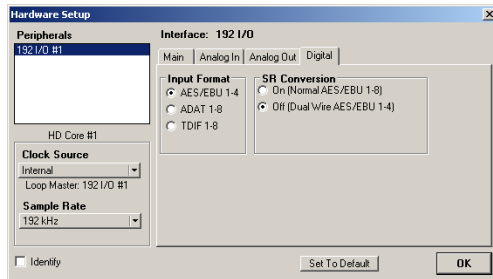 Hardware Setup
Peripherals
192 I/O #1
HD Core #1
Clock Source
Internal
Loop Master: 192 I/O #1
Sample Rate
192 kHz
Identify
Interface: 192 I/O
Main Analog In Analog Out Digital
Input Format
AES/EBU 1-4
ADAT 1-8
TDIF 1-8
SR Conversion
On (Normal AES/EBU 1-8)
Off (Dual Wire AES/EBU 1-4)
Set To Default
OK